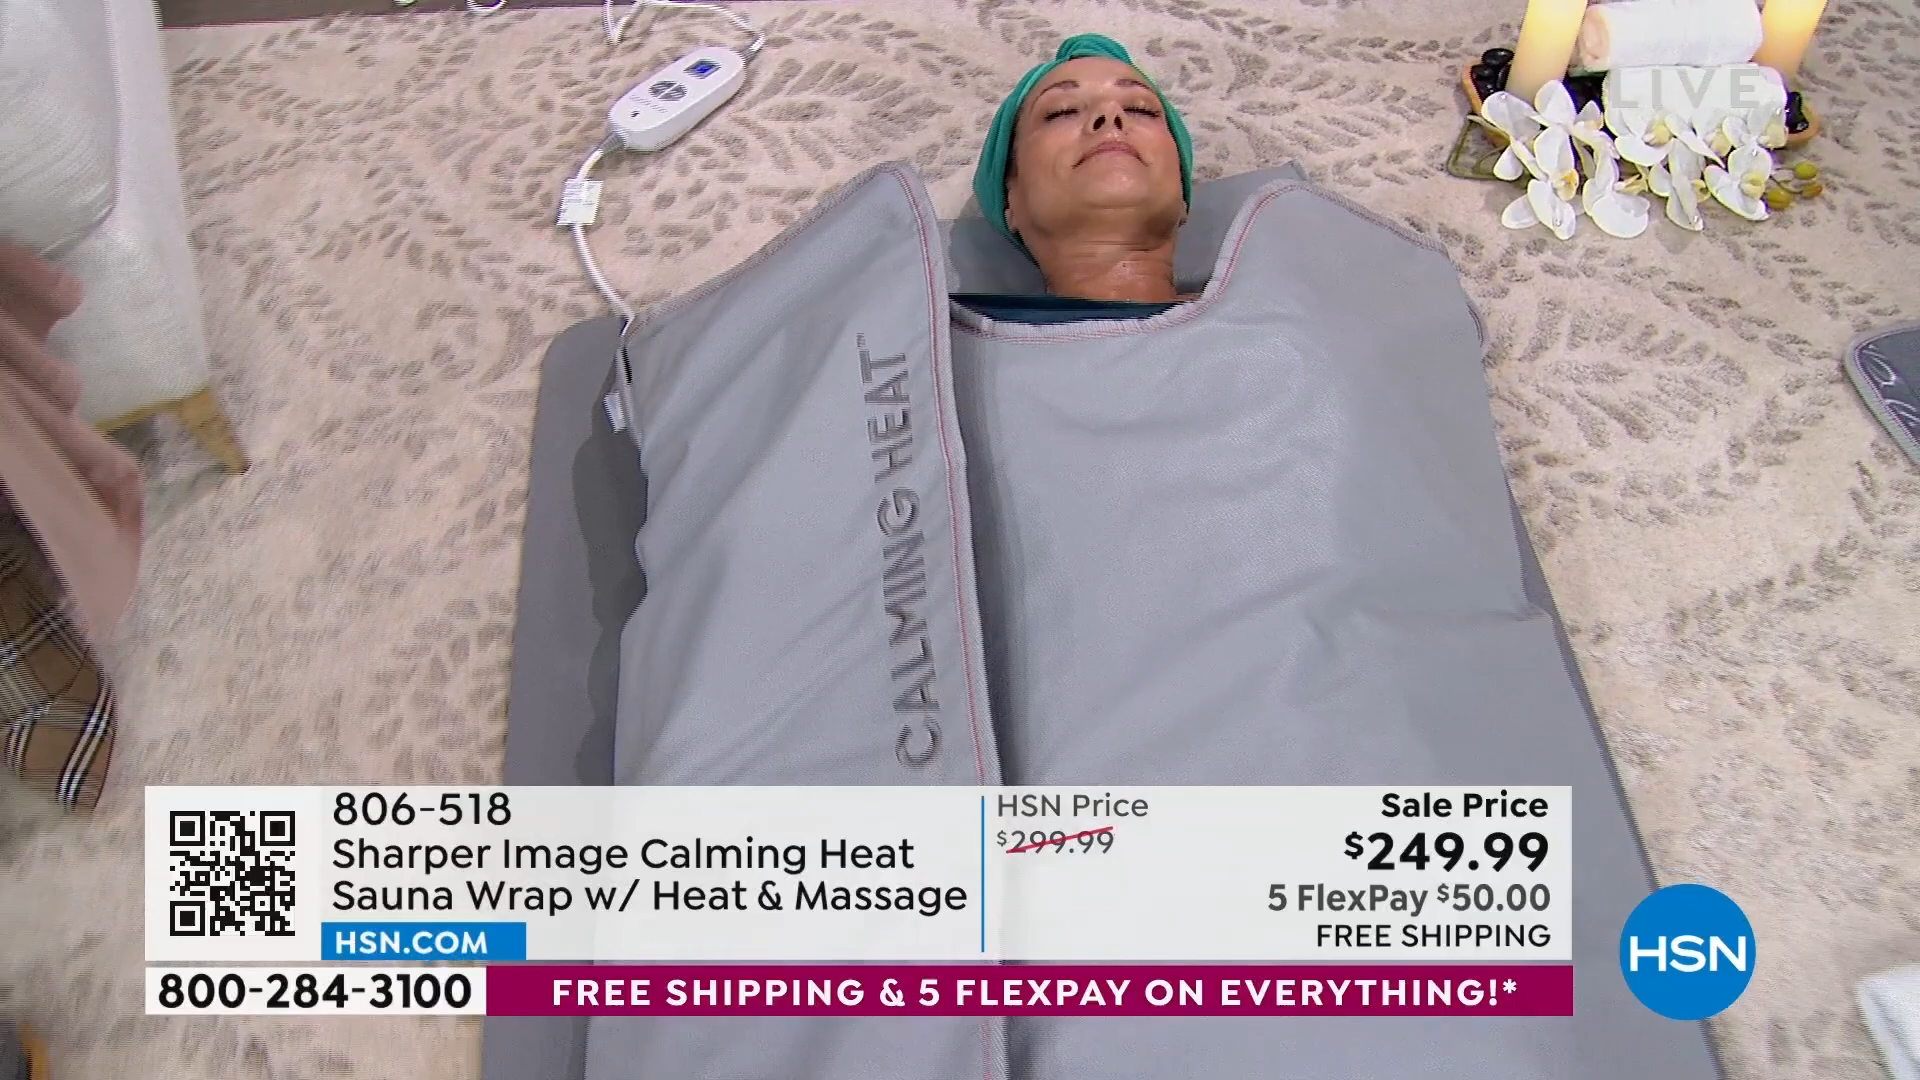 LIVE
CALMING HEAT™
806-518
Sharper Image Calming Heat
Sauna Wrap w/ Heat & Massage
HSN.COM
HSN Price
$299.99
Sale Price
$249.99
5 FlexPay $50.00
FREE SHIPPING
HSN
800-284-3100
FREE SHIPPING & 5 FLEXPAY ON EVERYTHING!*